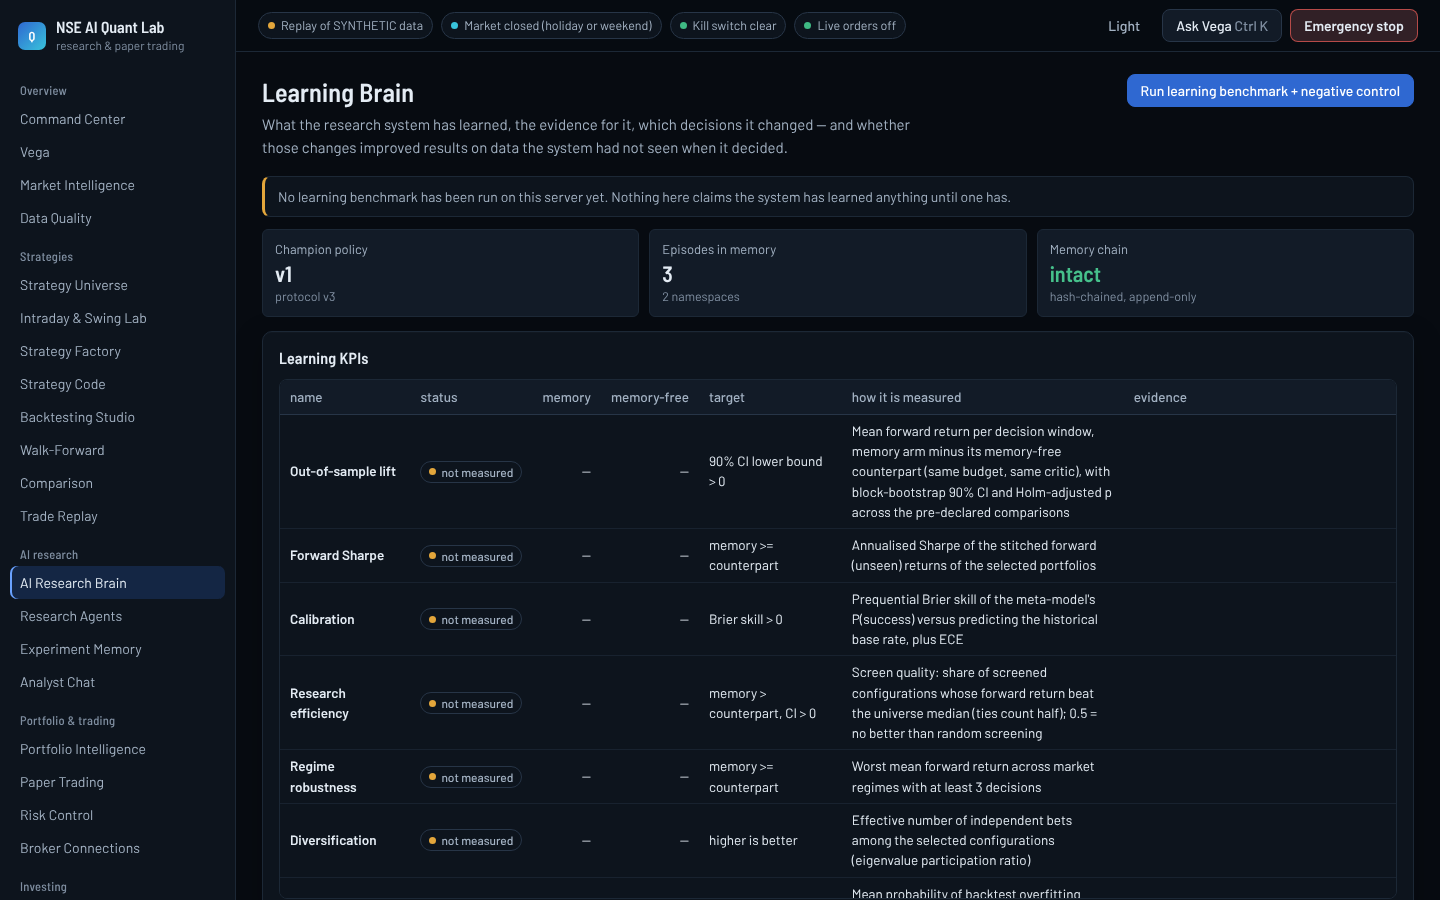 Q
NSE AI Quant Lab
research & paper trading
Overview
Command Center
Vega
Market Intelligence
Data Quality
Strategies
Strategy Universe
Intraday & Swing Lab
Strategy Factory
Strategy Code
Backtesting Studio
Walk-Forward
Comparison
Trade Replay
AI research
AI Research Brain
Research Agents
Experiment Memory
Analyst Chat
Portfolio & trading
Portfolio Intelligence
Paper Trading
Risk Control
Broker Connections
Investing
Replay of SYNTHETIC data
Market closed (holiday or weekend)
Kill switch clear
Live orders off
Light
Ask Vega Ctrl K
Emergency stop
Learning Brain
Run learning benchmark + negative control
What the research system has learned, the evidence for it, which decisions it changed — and whether
those changes improved results on data the system had not seen when it decided.
No learning benchmark has been run on this server yet. Nothing here claims the system has learned anything until one has.
Champion policy
v1
protocol v3
Episodes in memory
3
2 namespaces
Memory chain
intact
hash-chained, append-only
Learning KPIs
name status memory memory-free target how it is measured evidence
Out-of-sample lift
not measured
—
—
90% CI lower bound
> 0
Mean forward return per decision window,
memory arm minus its memory-free
counterpart (same budget, same critic), with
block-bootstrap 90% CI and Holm-adjusted p
across the pre-declared comparisons
Forward Sharpe
not measured
—
—
memory >=
counterpart
Annualised Sharpe of the stitched forward
(unseen) returns of the selected portfolios
Calibration
not measured
—
—
Brier skill > 0
Prequential Brier skill of the meta-model's
P(success) versus predicting the historical
base rate, plus ECE
Research
efficiency
not measured
—
—
memory >
counterpart, CI > 0
Screen quality: share of screened
configurations whose forward return beat
the universe median (ties count half); 0.5 =
no better than random screening
Regime
robustness
not measured
—
—
memory >=
counterpart
Worst mean forward return across market
regimes with at least 3 decisions
Diversification
not measured
—
—
higher is better
Effective number of independent bets
among the selected configurations
(eigenvalue participation ratio)
Mean probability of backtest overfitting